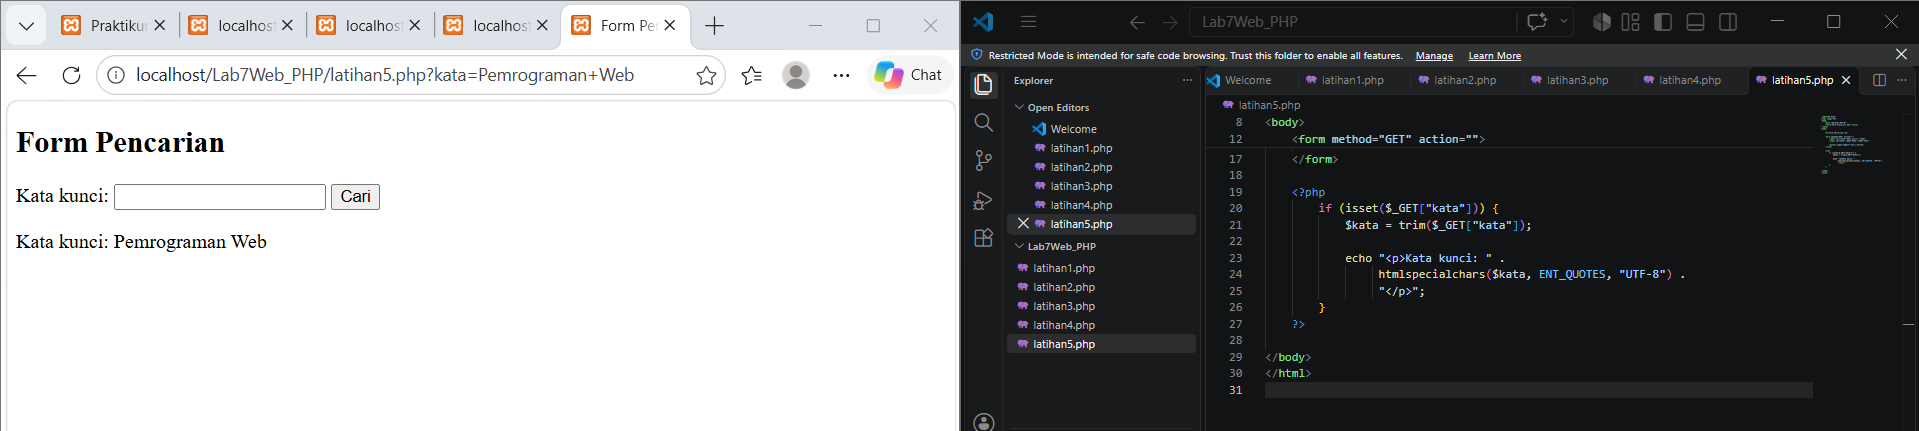 Praktikur
localhost
localhost
localhost
Form Pe
localhost/Lab7Web_PHP/latihan5.php?kata=Pemrograman+Web
Chat
Form Pencarian
Kata kunci:
Cari
Kata kunci: Pemrograman Web
Lab7Web_PHP
Restricted Mode is intended for safe code browsing. Trust this folder to enable all features. Manage Learn More
Explorer
Open Editors
Welcome
latihan1.php
latihan2.php
latihan3.php
latihan4.php
latihan5.php
Lab7Web_PHP
latihan1.php
latihan2.php
latihan3.php
latihan4.php
latihan5.php
Welcome latihan1.php latihan2.php latihan3.php latihan4.php latihan5.php
latihan5.php
8 <body>
12 <form method="GET" action="">
17 </form>
18
19 <?php
20 if (isset($_GET["kata"])) {
21 $kata = trim($_GET["kata"]);
22
23 echo "<p>Kata kunci: " .
24 htmlspecialchars($kata, ENT_QUOTES, "UTF-8") .
25 "</p>";
26 }
27 ?>
28
29 </body>
30 </html>
31